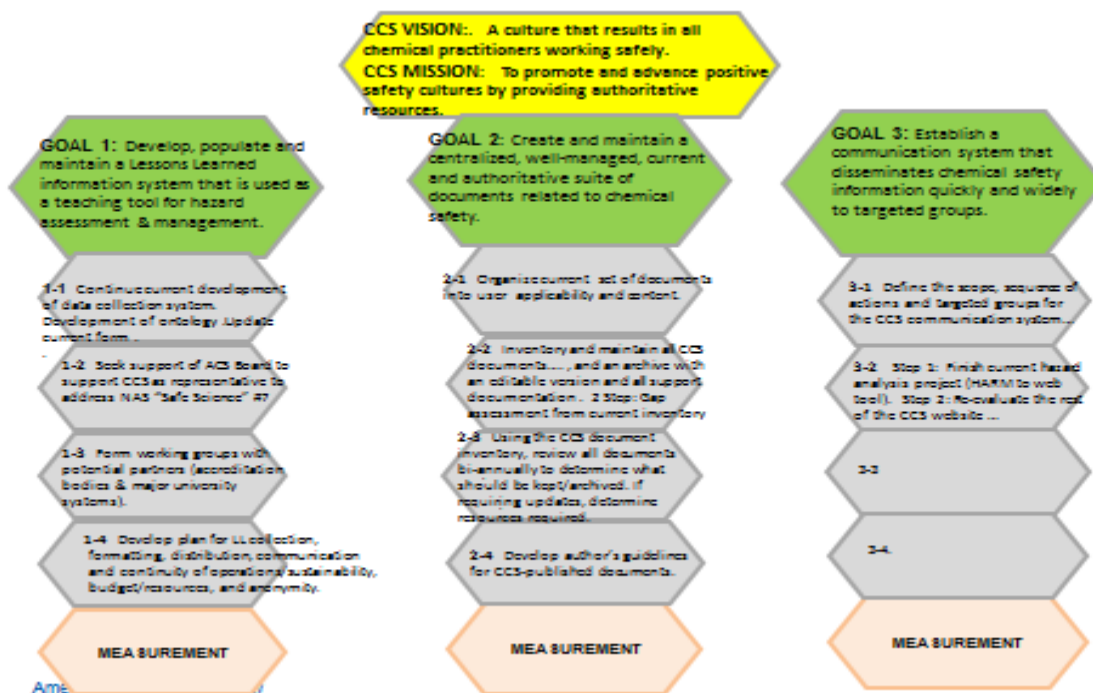 CCS VISION:. A culture that results in all
chemical practitioners working safely.
CCS MISSION: To promote and advance positive
safety cultures by providing authoritative
resources.
GOAL 1: Develop, populate and
maintain a Lessons Learned
information system that is used as
a teaching tool for hazard
assessment & management.
1-1 Continue current development
of data collection system.
Development of ontology .Update
current form...
.
1-2 Seek support of ACS Board to
support CCS as representative to
address NAS “Safe Science” #7
1-3 Form working groups with
potential partners (accreditation
bodies & major university
systems).
1-4 Develop plan for LL collection,
formatting, distribution, communication
and continuity of operations/sustainability,
budget/resources, and anonymity.
MEASUREMENT
GOAL 2: Create and maintain a
centralized, well-managed, current
and authoritative suite of
documents related to chemical
safety.
2-1 Organize current set of documents
into user applicability and content.
2-2 Inventory and maintain all CCS
documents...., and an archive with
an editable version and all support
documentation. 2 Step: Gap
assessment from current inventory
2-3 Using the CCS document
inventory, review all documents
bi-annually to determine what
should be kept/archived. If
requiring updates, determine
resources required.
2-4 Develop author’s guidelines
for CCS-published documents.
MEASUREMENT
GOAL 3: Establish a
communication system that
disseminates chemical safety
information quickly and widely
to targeted groups.
3-1 Define the scope, sequence of
actions and targeted groups for
the CCS communication system....
3-2 Step 1: Finish current hazard
analysis project (HARM to web
tool). Step 2: Re-evaluate the rest
of the CCS website ...
3-3
3-4.
MEASUREMENT